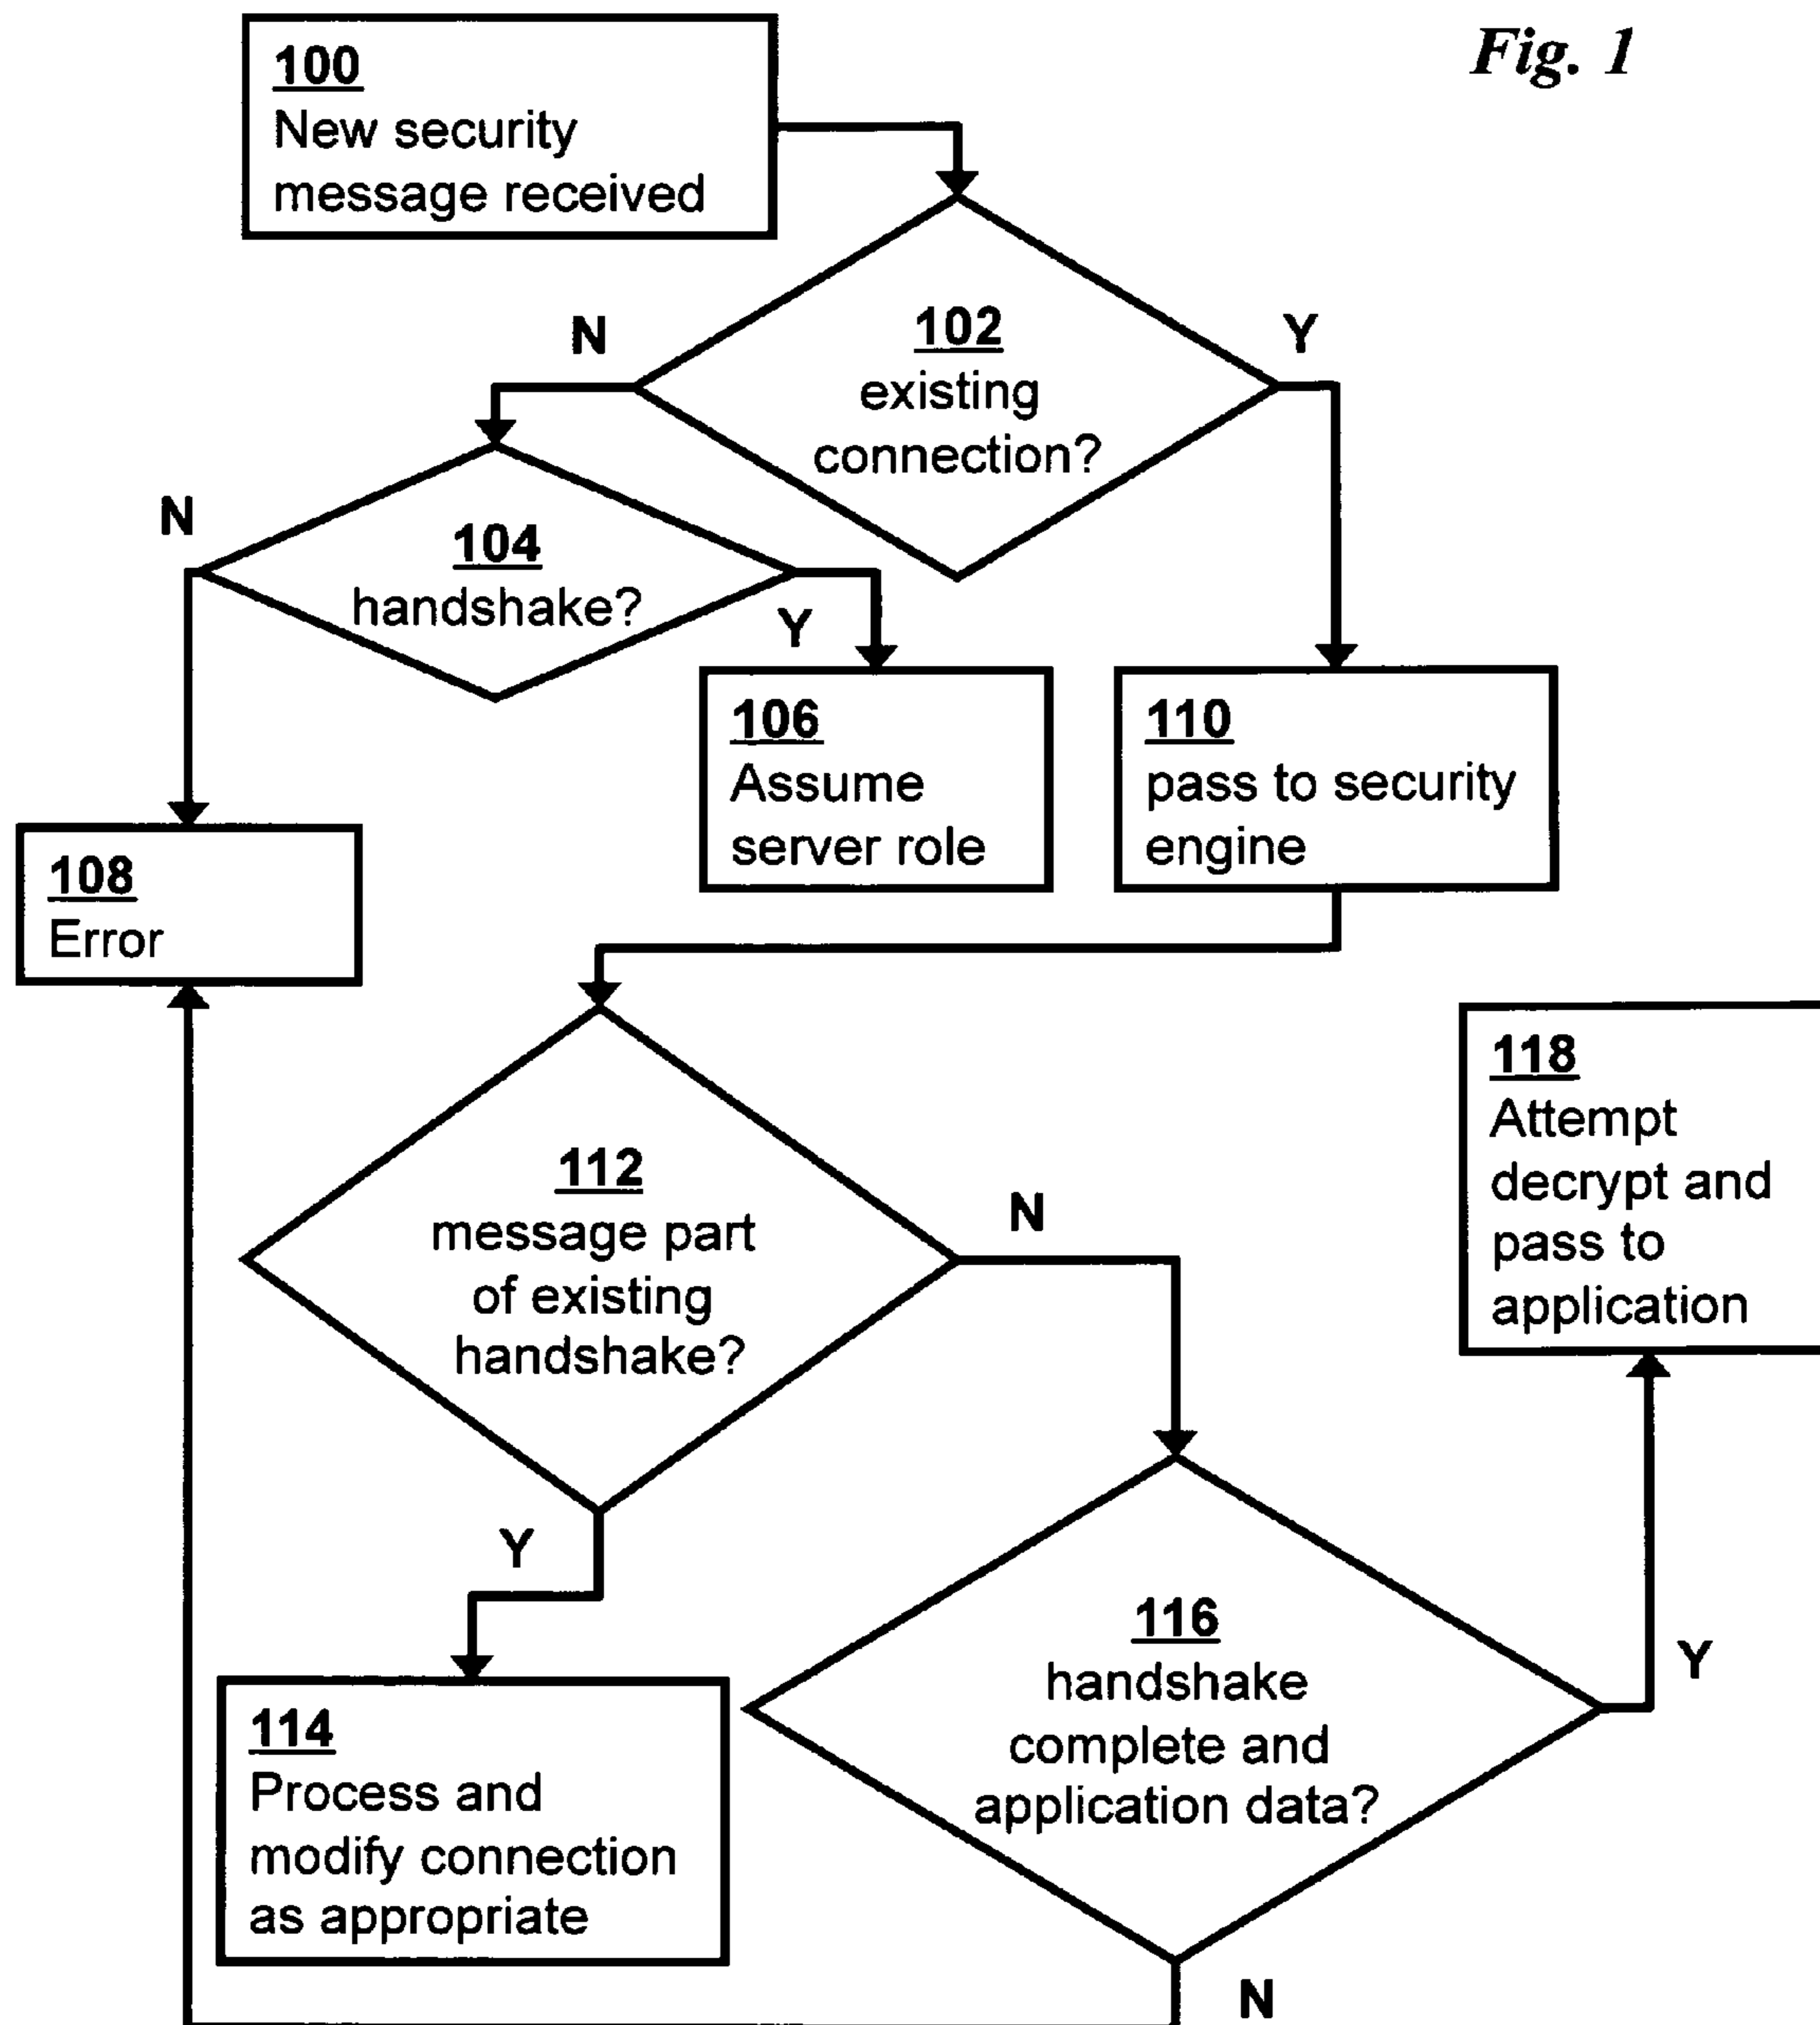 Fig. 1
100
New security
message received
102
existing
connection?
N
Y
104
handshake?
N
Y
106
Assume
server role
110
pass to security
engine
108
Error
112
message part
of existing
handshake?
N
Y
118
Attempt
decrypt and
pass to
application
114
Process and
modify connection
as appropriate
116
handshake
complete and
application data?
Y
N